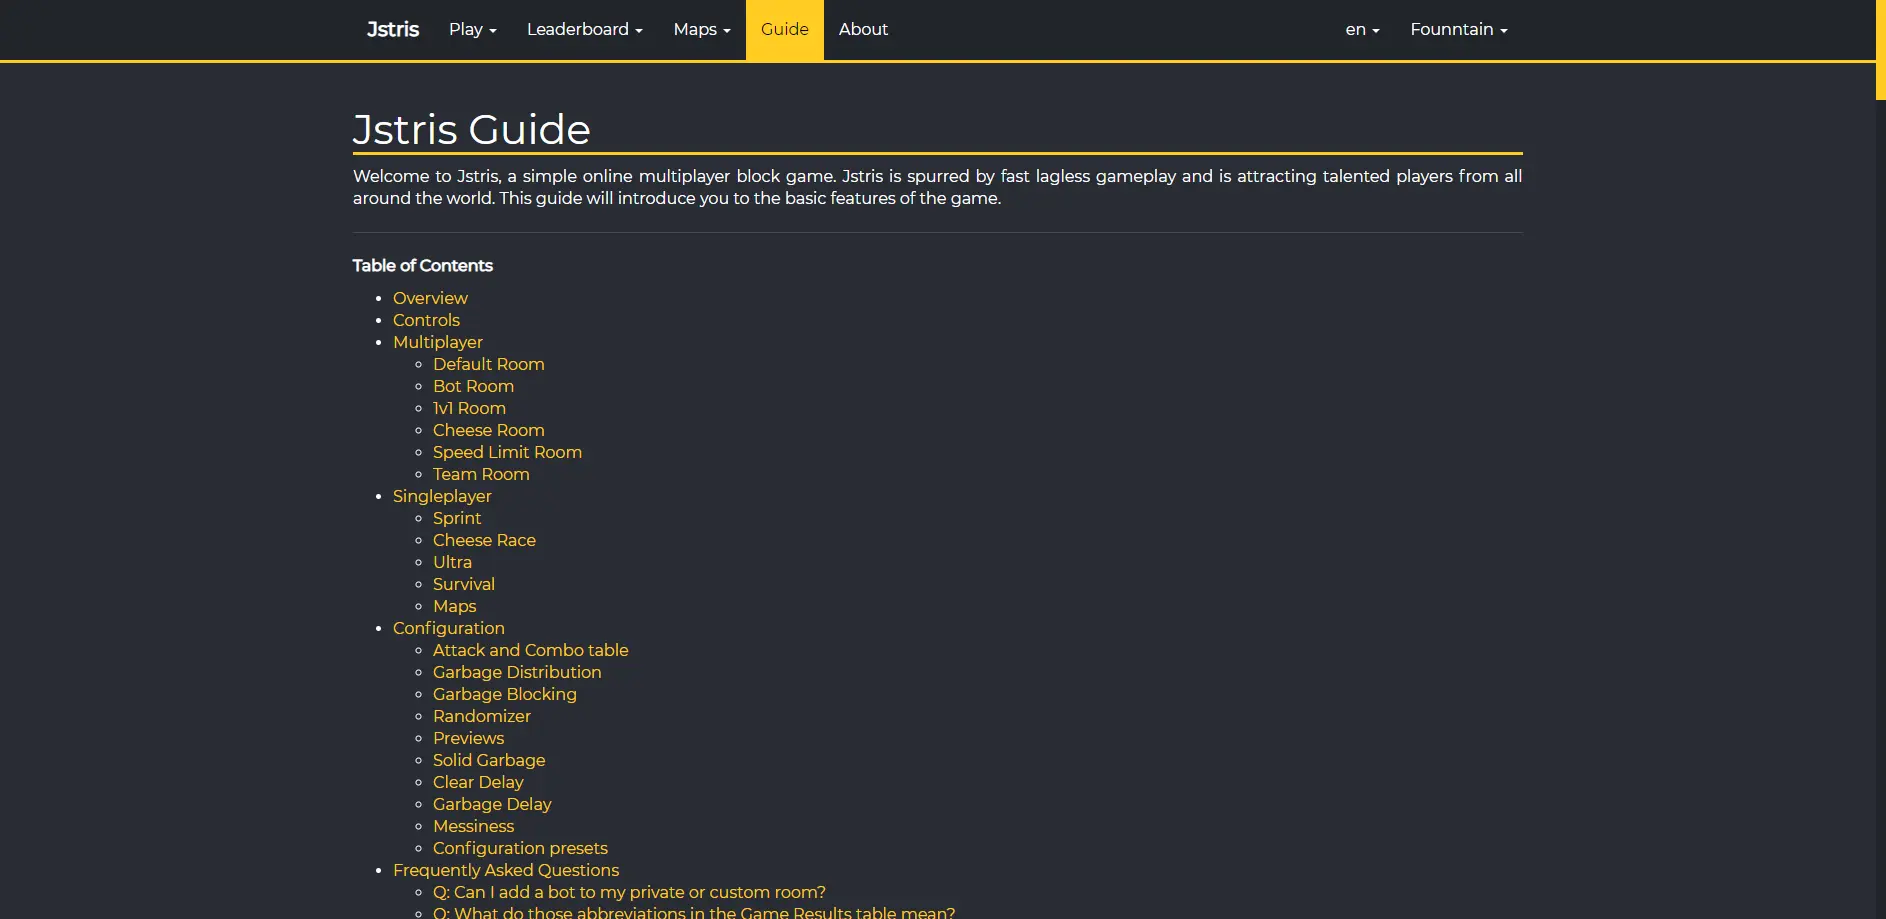 Jstris Play Leaderboard Maps Guide About en Founntain
Jstris Guide
Welcome to Jstris, a simple online multiplayer block game. Jstris is spurred by fast lagless gameplay and is attracting talented players from all
around the world. This guide will introduce you to the basic features of the game.
Table of Contents
Overview
Controls
Multiplayer
Default Room
Bot Room
1v1 Room
Cheese Room
Speed Limit Room
Team Room
Singleplayer
Sprint
Cheese Race
Ultra
Survival
Maps
Configuration
Attack and Combo table
Garbage Distribution
Garbage Blocking
Randomizer
Previews
Solid Garbage
Clear Delay
Garbage Delay
Messiness
Configuration presets
Frequently Asked Questions
Q: Can I add a bot to my private or custom room?
Q: What do those abbreviations in the Game Results table mean?